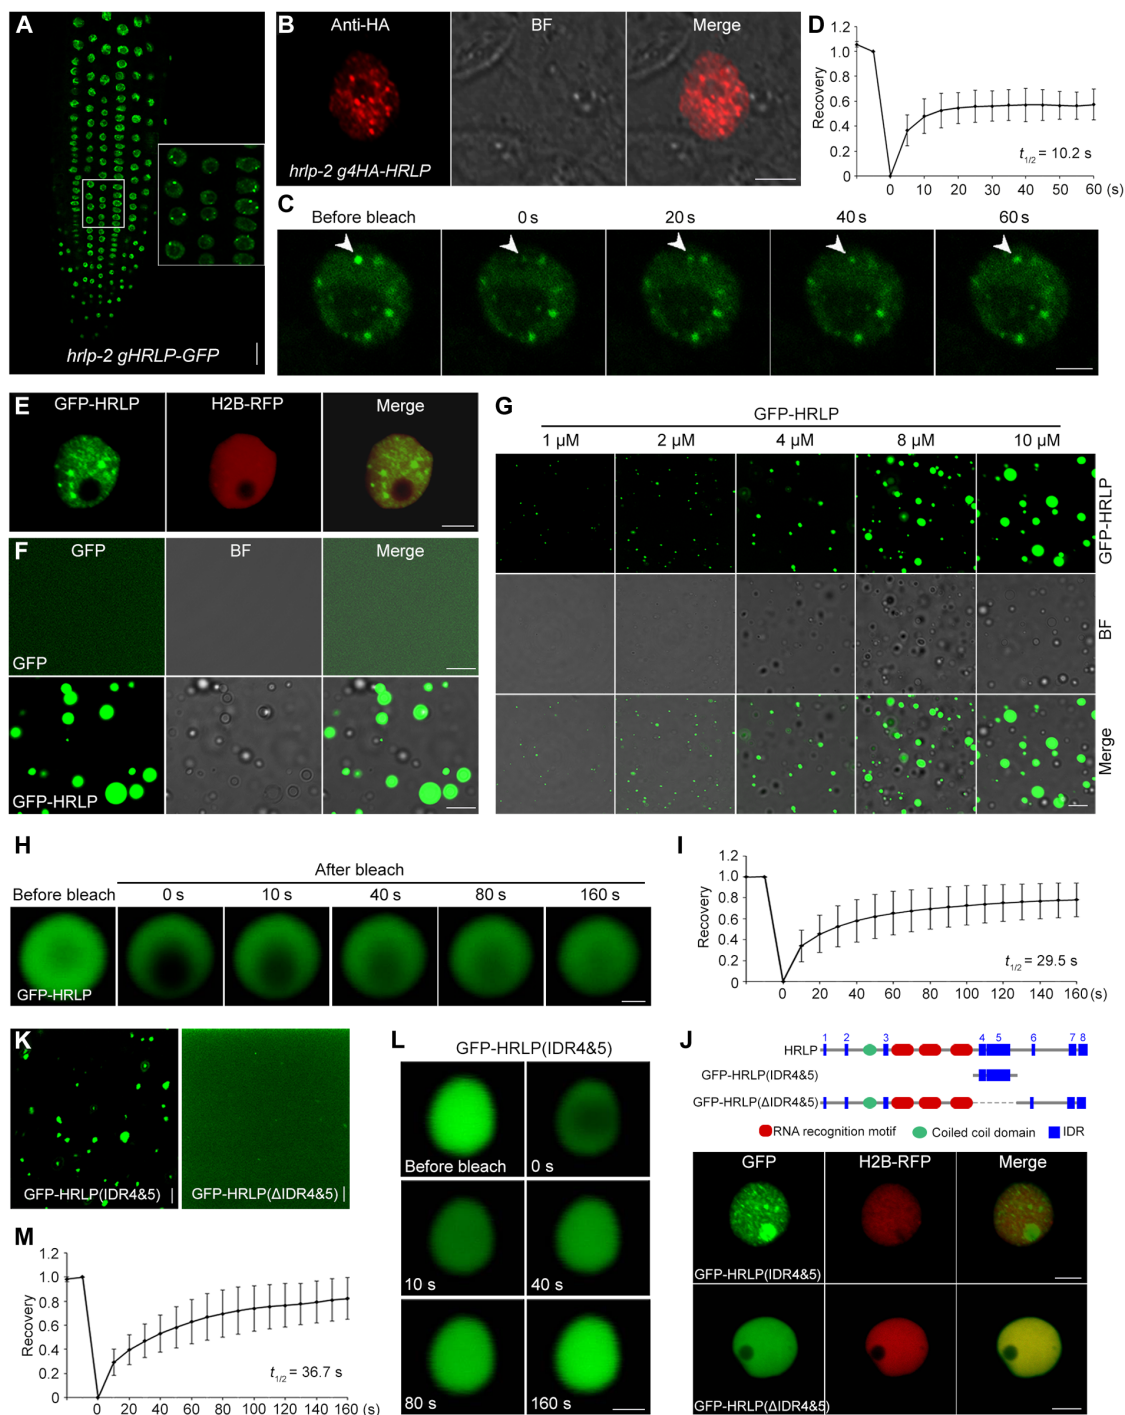 A
hrlp-2 gHRLP-GFP
B
Anti-HA
BF
Merge
hrlp-2 g4HA-HRLP
C
Before bleach
0 s
20 s
40 s
60 s
D
Recovery
1.2
1.0
0.8
0.6
0.4
0.2
0
t1/2 = 10.2 s
0 10 20 30 40 50 60 (s)
E
GFP-HRLP
H2B-RFP
Merge
F
GFP
BF
Merge
GFP
GFP-HRLP
G
GFP-HRLP
1 µM
2 µM
4 µM
8 µM
10 µM
GFP-HRLP
BF
Merge
H
After bleach
Before bleach
0 s
10 s
40 s
80 s
160 s
GFP-HRLP
I
Recovery
1.2
1.0
0.8
0.6
0.4
0.2
0
t1/2 = 29.5 s
0 20 40 60 80 100 120 140 160 (s)
K
GFP-HRLP(IDR4&5)
GFP-HRLP(ΔIDR4&5)
L
GFP-HRLP(IDR4&5)
Before bleach
0 s
10 s
40 s
80 s
160 s
J
1 2 3 4 5 6 7 8
HRLP
GFP-HRLP(IDR4&5)
GFP-HRLP(ΔIDR4&5)
RNA recognition motif
Coiled coil domain
IDR
GFP
H2B-RFP
Merge
GFP-HRLP(IDR4&5)
GFP-HRLP(ΔIDR4&5)
M
Recovery
1.2
1.0
0.8
0.6
0.4
0.2
0
t1/2 = 36.7 s
0 20 40 60 80 100 120 140 160 (s)